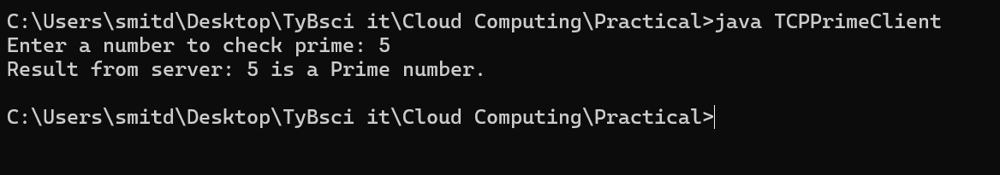 C:\Users\smitd\Desktop\TyBsci it\Cloud Computing\Practical>java TCPPrimeClient
Enter a number to check prime: 5
Result from server: 5 is a Prime number.
C:\Users\smitd\Desktop\TyBsci it\Cloud Computing\Practical>